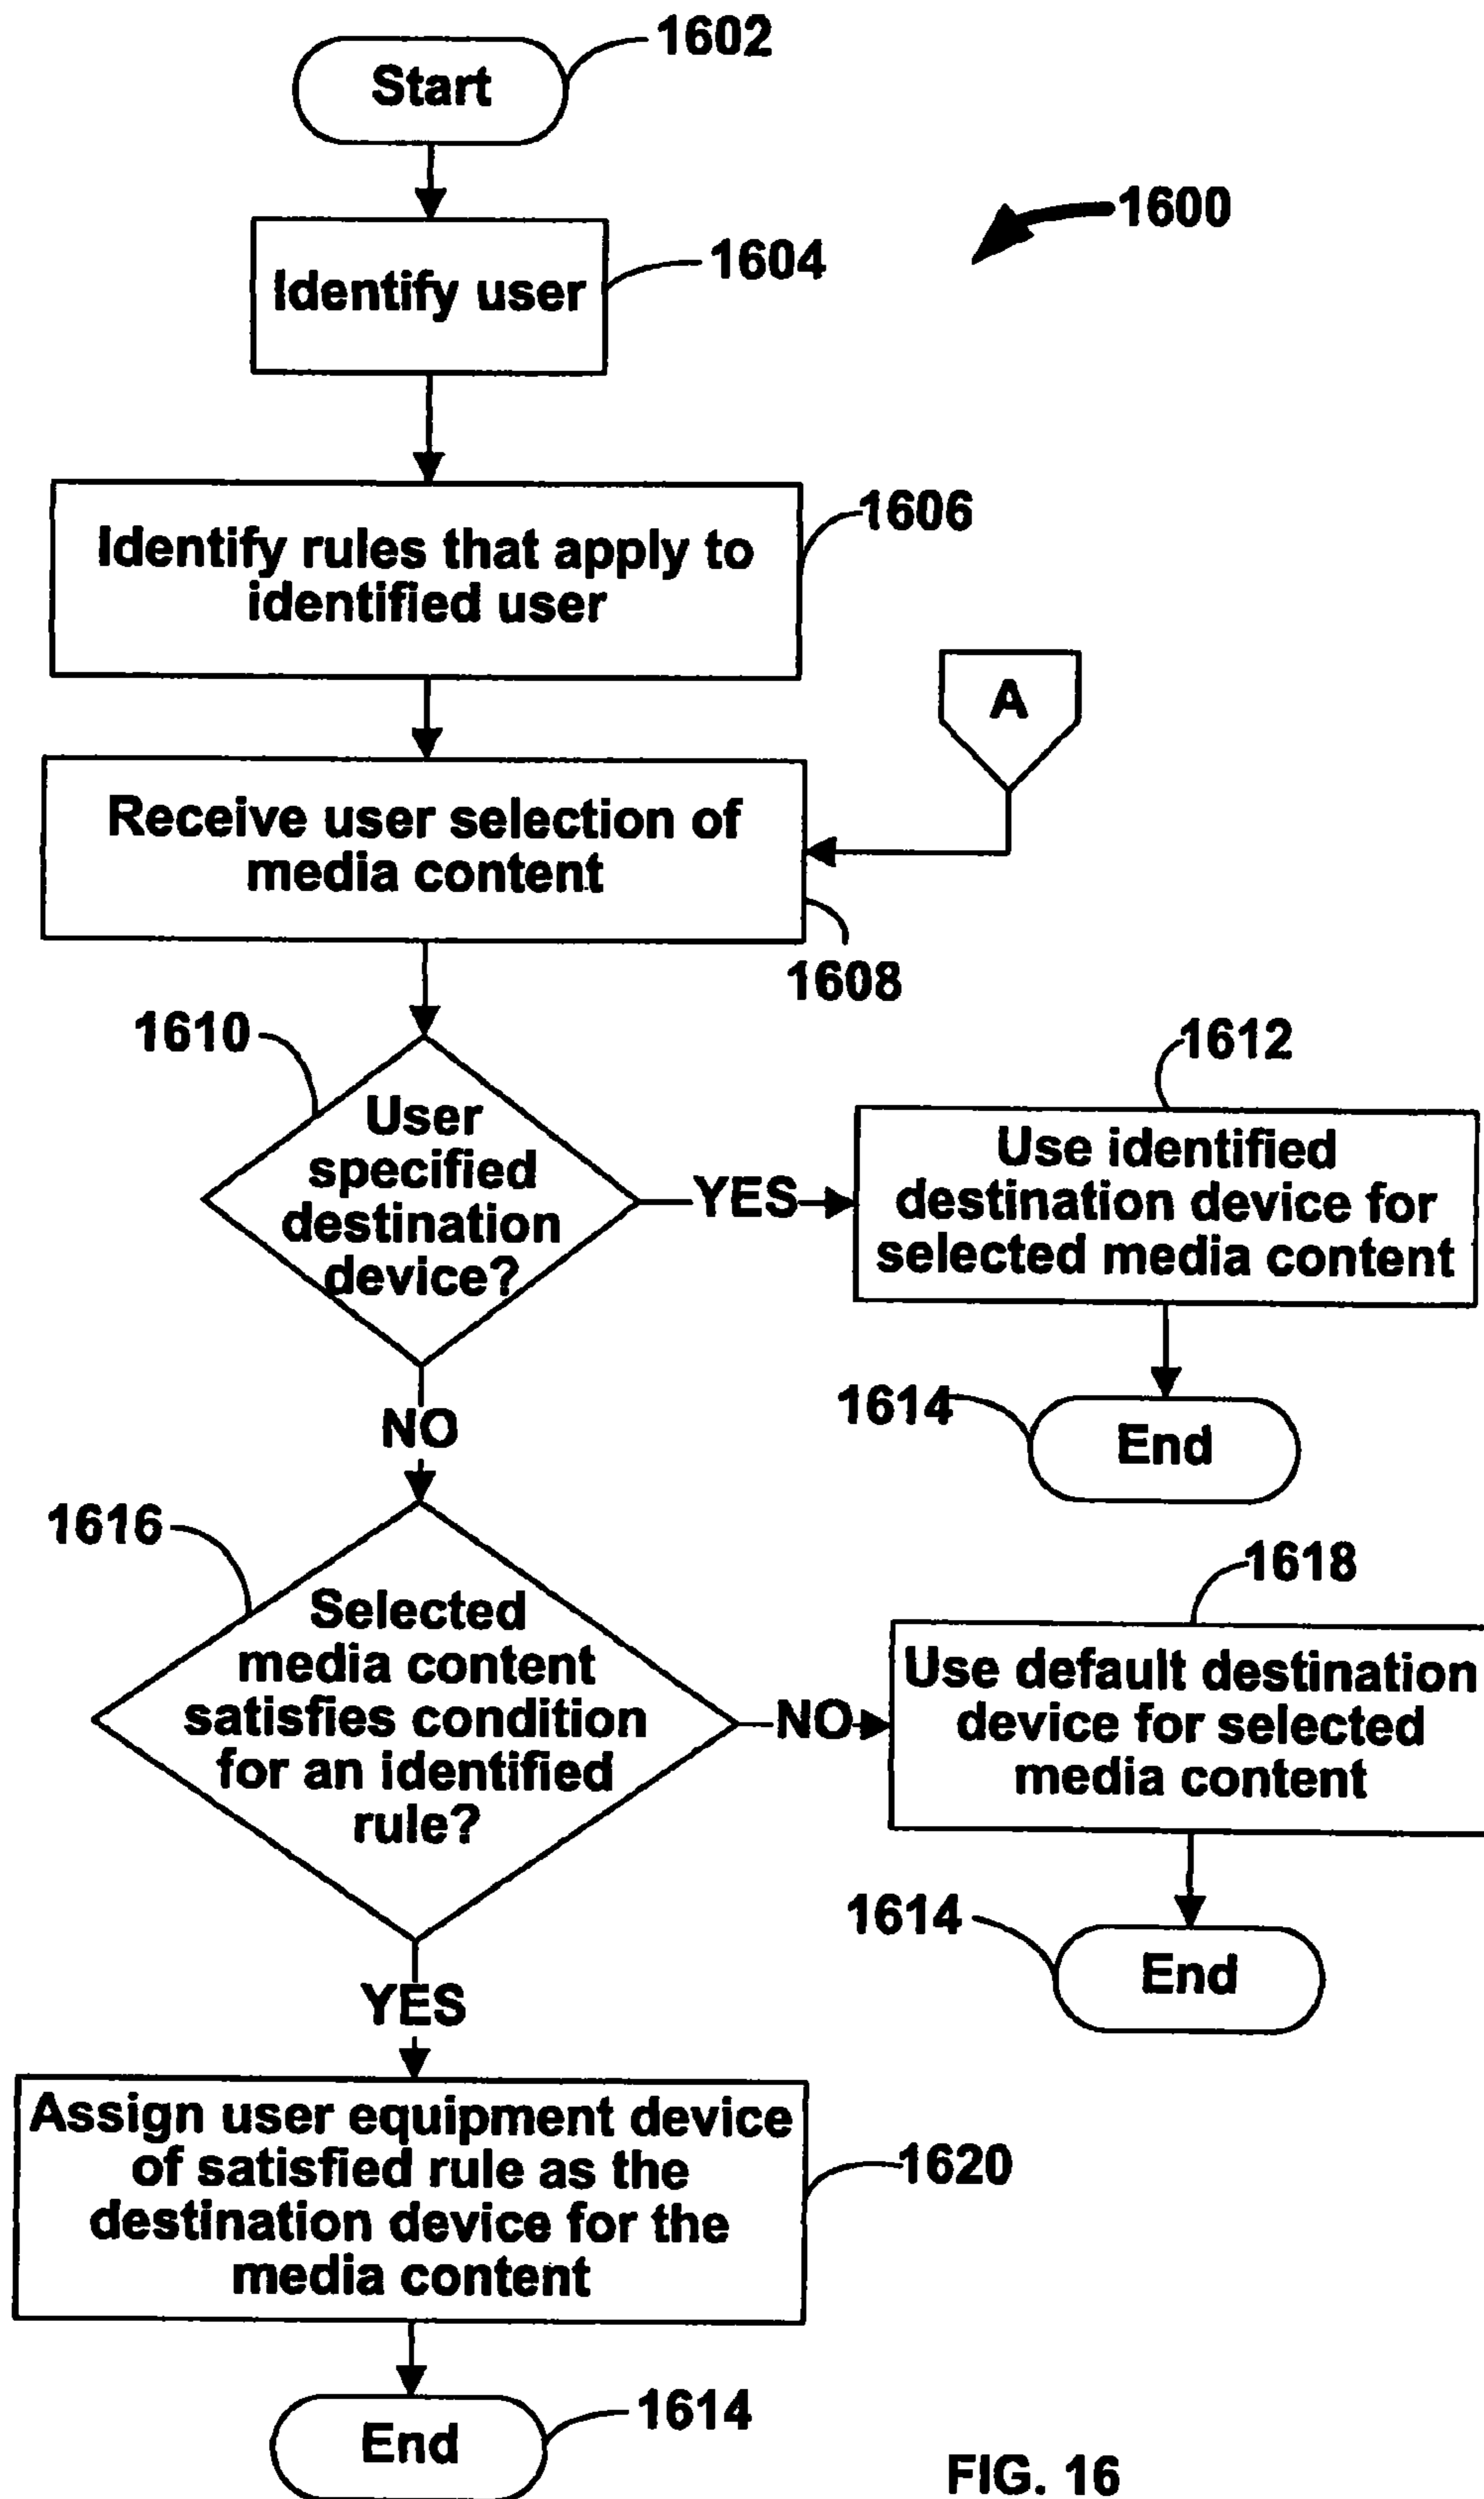 1602
Start
1600
1604
Identify user
1606
Identify rules that apply to
identified user
A
Receive user selection of
media content
1608
1610
User
specified
destination
device?
YES
1612
Use identified
destination device for
selected media content
1614
End
NO
1616
Selected
media content
satisfies condition
for an identified
rule?
NO
1618
Use default destination
device for selected
media content
1614
End
YES
Assign user equipment device
of satisfied rule as the
destination device for the
media content
1620
1614
End
FIG. 16